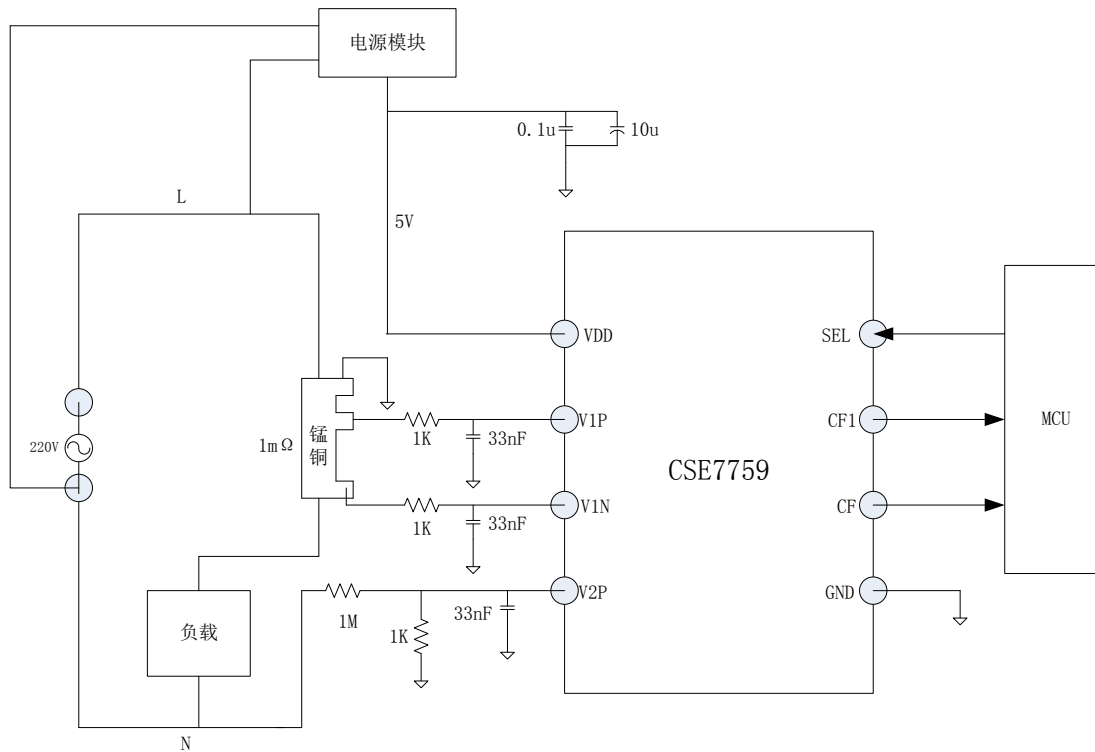 电源模块
0.1u
10u
L
5V
VDD
SEL
220V
1mΩ
锰铜
1K
33nF
V1P
CF1
MCU
CSE7759
1K
33nF
V1N
CF
负载
1M
1K
33nF
V2P
GND
N